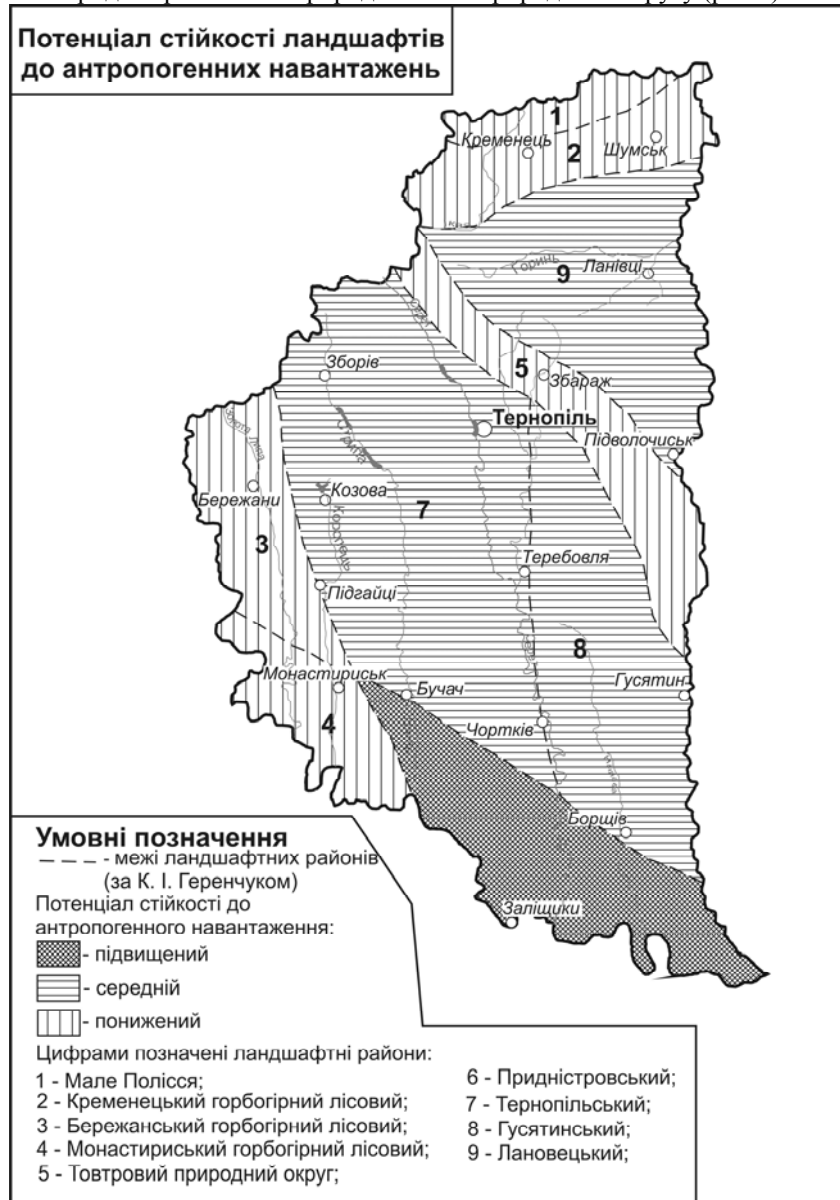 Потенціал стійкості ландшафтів
до антропогенних навантажень
1
Кременець
2
Шумськ
Горинь
9
Ланівці
Зборів
5
Збараж
Тернопіль
Стрипа
Підволочиськ
Золота Липа
Бережани
Козова
7
3
Теребовля
Підгайці
8
Монастириськ
Бучач
Гусятин
4
Чортків
Борщів
Заліщики
Умовні позначення
- межі ландшафтних районів
(за К. І. Геренчуком)
Потенціал стійкості до
антропогенного навантаження:
- підвищений
- середній
- понижений
Цифрами позначені ландшафтні райони:
1 - Мале Полісся;
2 - Кременецький горбогірний лісовий;
3 - Бережанський горбогірний лісовий;
4 - Монастириський горбогірний лісовий;
5 - Товтровий природний округ;
6 - Придністровський;
7 - Тернопільський;
8 - Гусятинський;
9 - Лановецький;